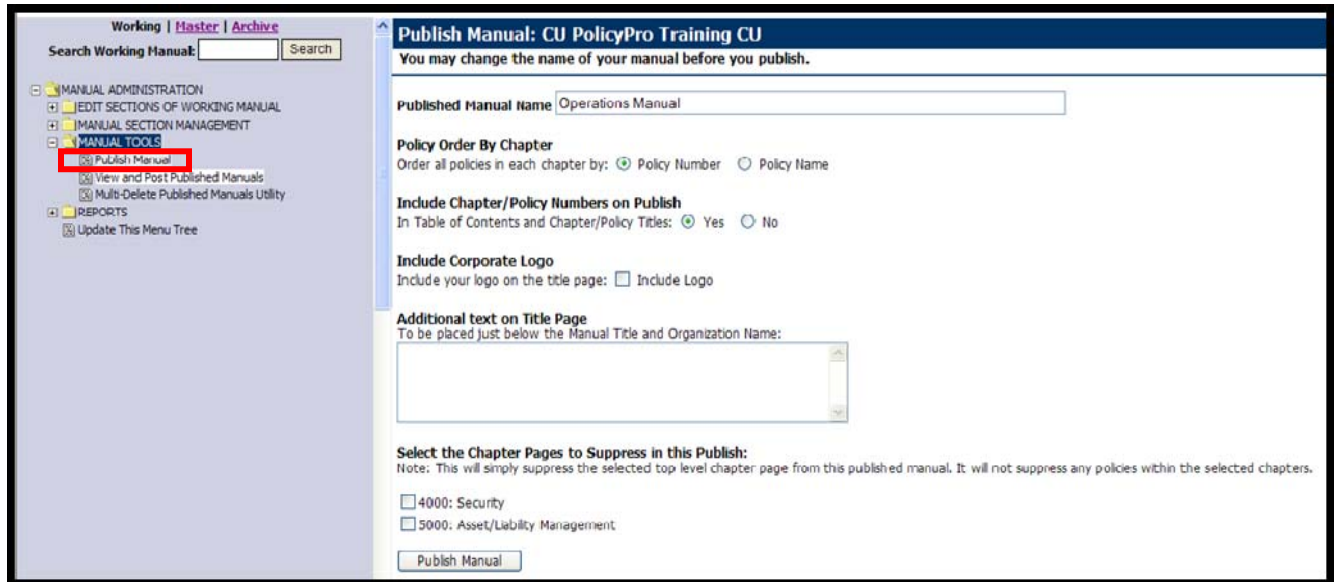 Working | Master | Archive
Search Working Manual: Search
MANUAL ADMINISTRATION
EDIT SECTIONS OF WORKING MANUAL
MANUAL SECTION MANAGEMENT
MANUAL TOOLS
Publish Manual
View and Post Published Manuals
Multi-Delete Published Manuals Utility
REPORTS
Update This Menu Tree
Publish Manual: CU PolicyPro Training CU
You may change the name of your manual before you publish.
Published Manual Name Operations Manual
Policy Order By Chapter
Order all policies in each chapter by: Policy Number Policy Name
Include Chapter/Policy Numbers on Publish
In Table of Contents and Chapter/Policy Titles: Yes No
Include Corporate Logo
Include your logo on the title page: Include Logo
Additional text on Title Page
To be placed just below the Manual Title and Organization Name:
Select the Chapter Pages to Suppress in this Publish:
Note: This will simply suppress the selected top level chapter page from this published manual. It will not suppress any policies within the selected chapters.
4000: Security
5000: Asset/Liability Management
Publish Manual